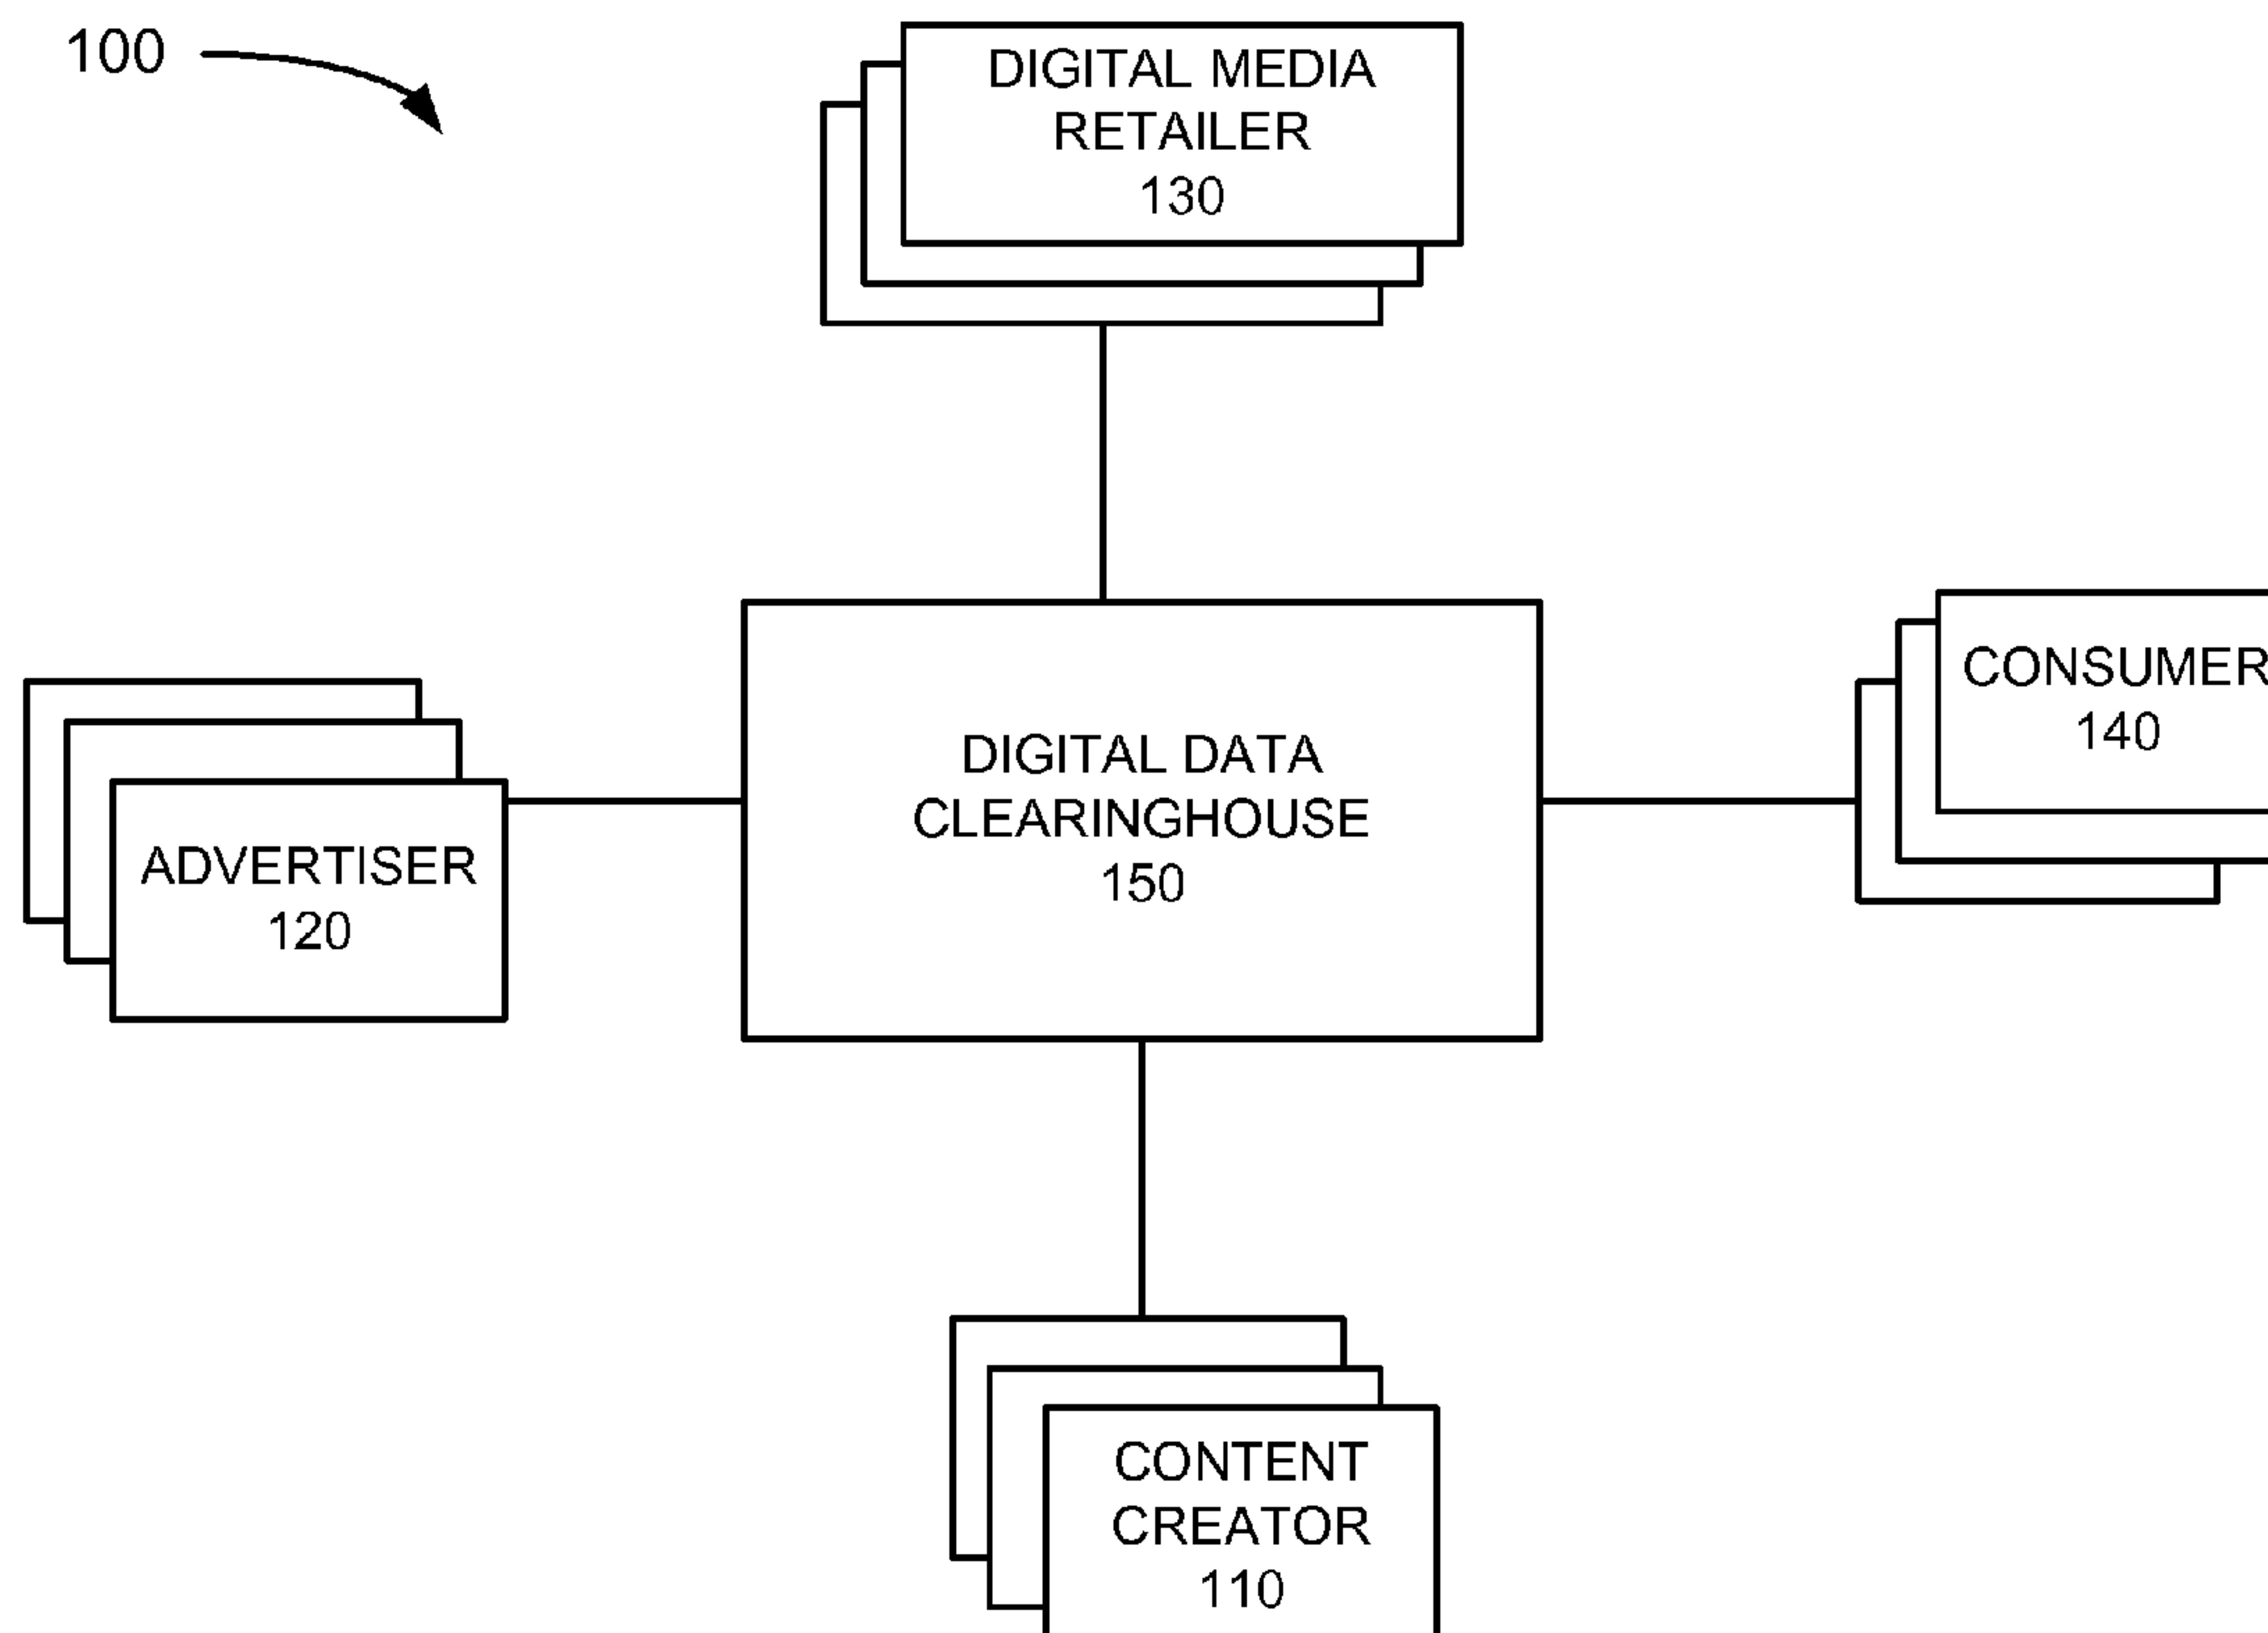 100
DIGITAL MEDIA
RETAILER
130
CONSUMER
140
DIGITAL DATA
CLEARINGHOUSE
150
ADVERTISER
120
CONTENT
CREATOR
110